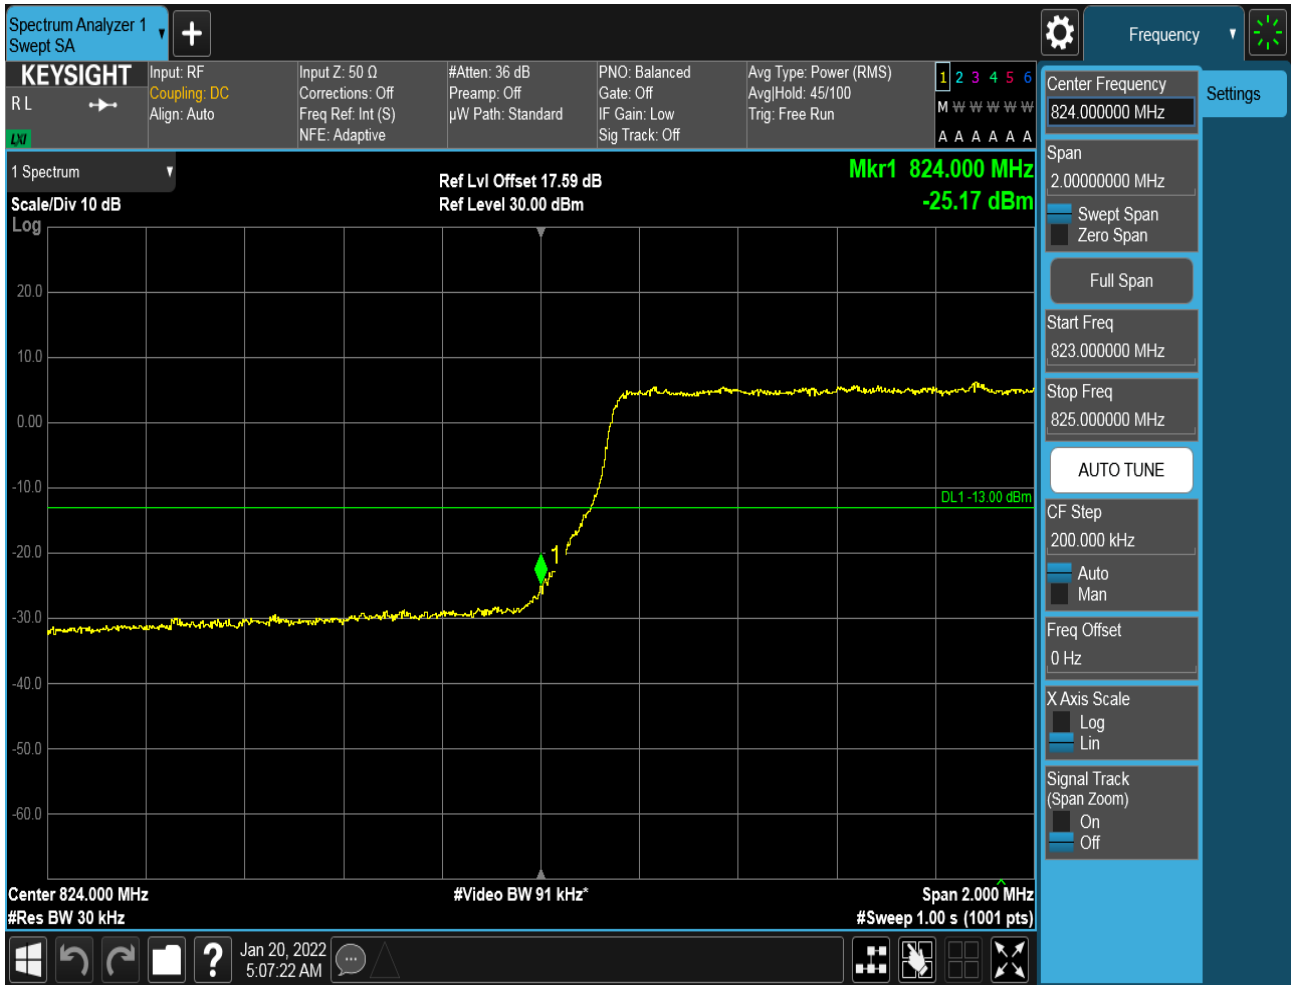 Spectrum Analyzer 1
Swept SA
+
Frequency
KEYSIGHT
R L
LXI
Input: RF
Coupling: DC
Align: Auto
Input Z: 50 Ω
Corrections: Off
Freq Ref: Int (S)
NFE: Adaptive
#Atten: 36 dB
Preamp: Off
µW Path: Standard
PNO: Balanced
Gate: Off
IF Gain: Low
Sig Track: Off
Avg Type: Power (RMS)
Avg|Hold: 45/100
Trig: Free Run
1 2 3 4 5 6
M W W W W W
A A A A A A
1 Spectrum
Scale/Div 10 dB
Log
Ref Lvl Offset 17.59 dB
Ref Level 30.00 dBm
Mkr1 824.000 MHz
-25.17 dBm
20.0
10.0
0.00
-10.0
-20.0
-30.0
-40.0
-50.0
-60.0
DL1 -13.00 dBm
1
Center 824.000 MHz
#Res BW 30 kHz
#Video BW 91 kHz*
Span 2.000 MHz
#Sweep 1.00 s (1001 pts)
Center Frequency
824.000000 MHz
Settings
Span
2.00000000 MHz
Swept Span
Zero Span
Full Span
Start Freq
823.000000 MHz
Stop Freq
825.000000 MHz
AUTO TUNE
CF Step
200.000 kHz
Auto
Man
Freq Offset
0 Hz
X Axis Scale
Log
Lin
Signal Track
(Span Zoom)
On
Off
?
Jan 20, 2022
5:07:22 AM